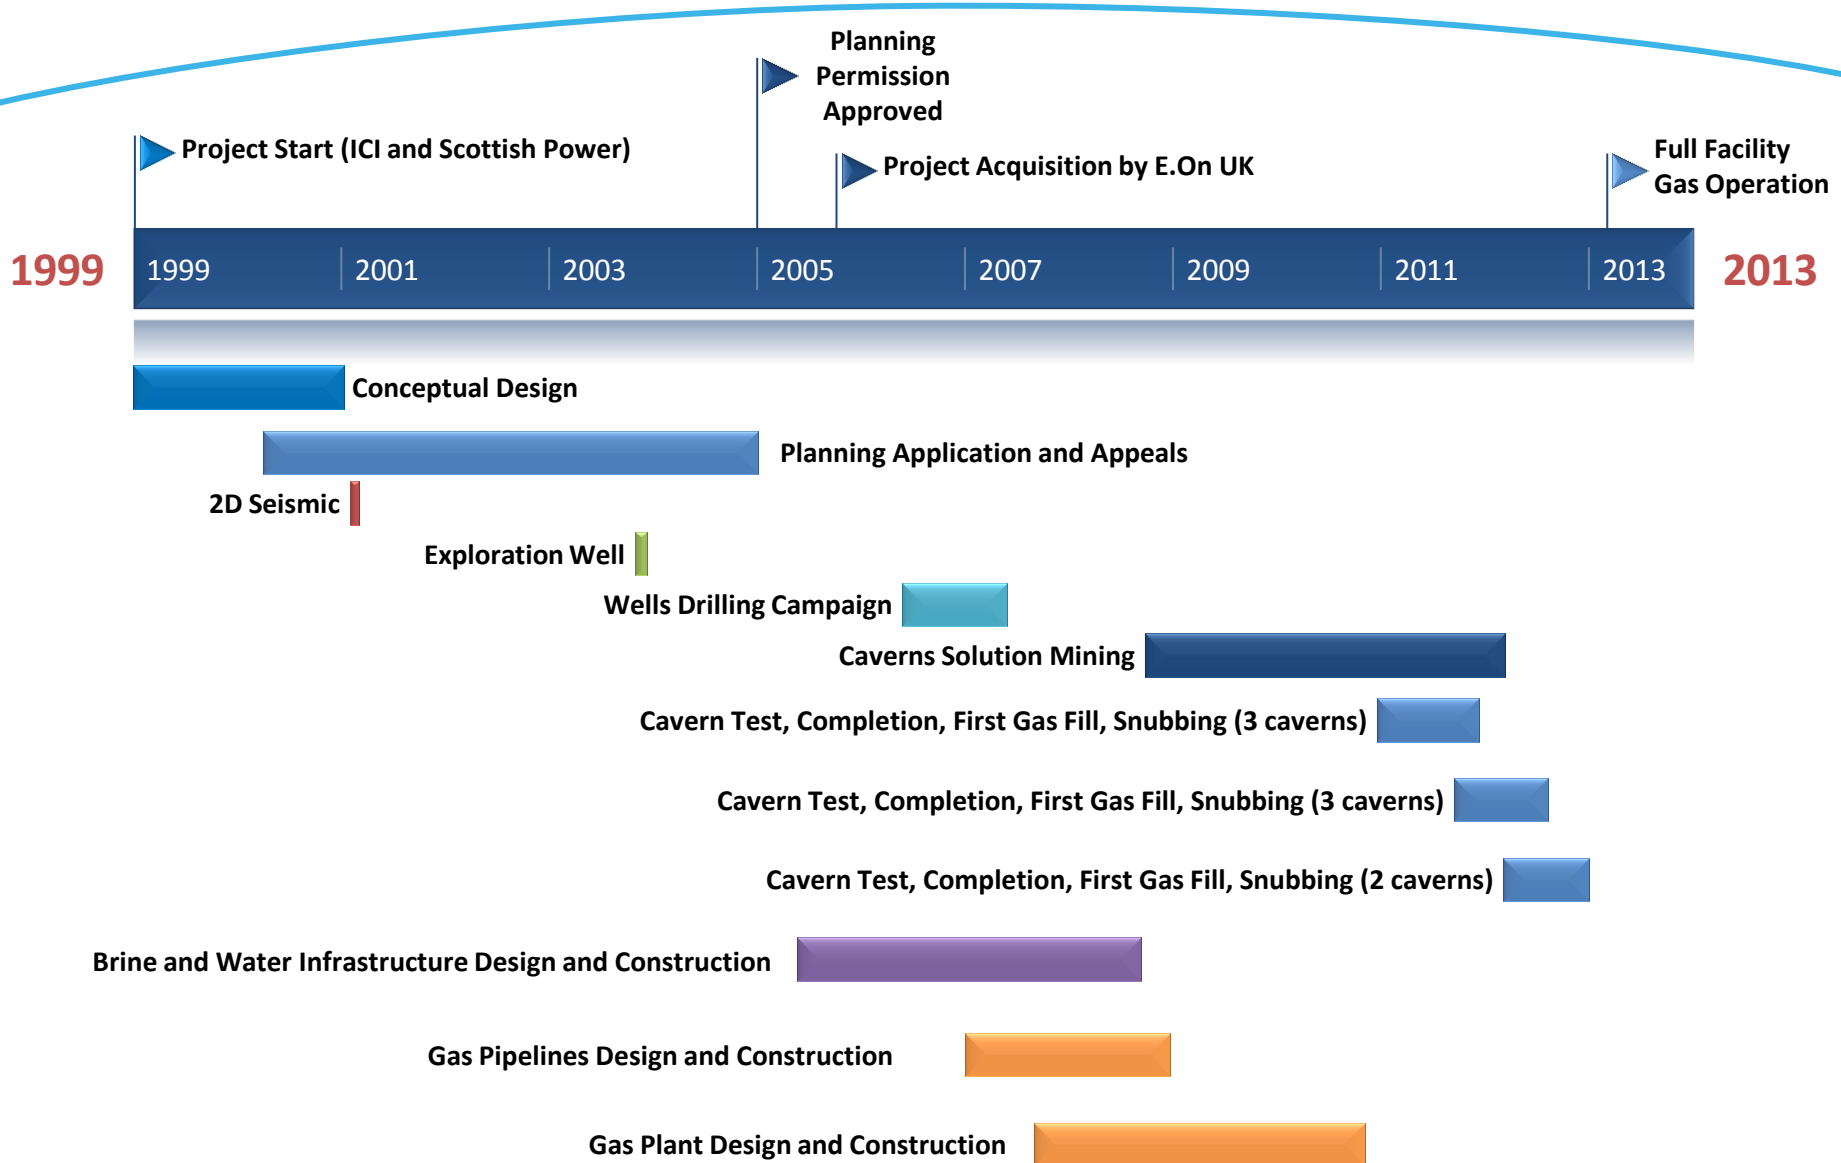 Planning
Permission
Approved
Project Start (ICI and Scottish Power)
Project Acquisition by E.On UK
Full Facility
Gas Operation
1999
1999
2001
2003
2005
2007
2009
2011
2013
2013
Conceptual Design
Planning Application and Appeals
2D Seismic
Exploration Well
Wells Drilling Campaign
Caverns Solution Mining
Cavern Test, Completion, First Gas Fill, Snubbing (3 caverns)
Cavern Test, Completion, First Gas Fill, Snubbing (3 caverns)
Cavern Test, Completion, First Gas Fill, Snubbing (2 caverns)
Brine and Water Infrastructure Design and Construction
Gas Pipelines Design and Construction
Gas Plant Design and Construction